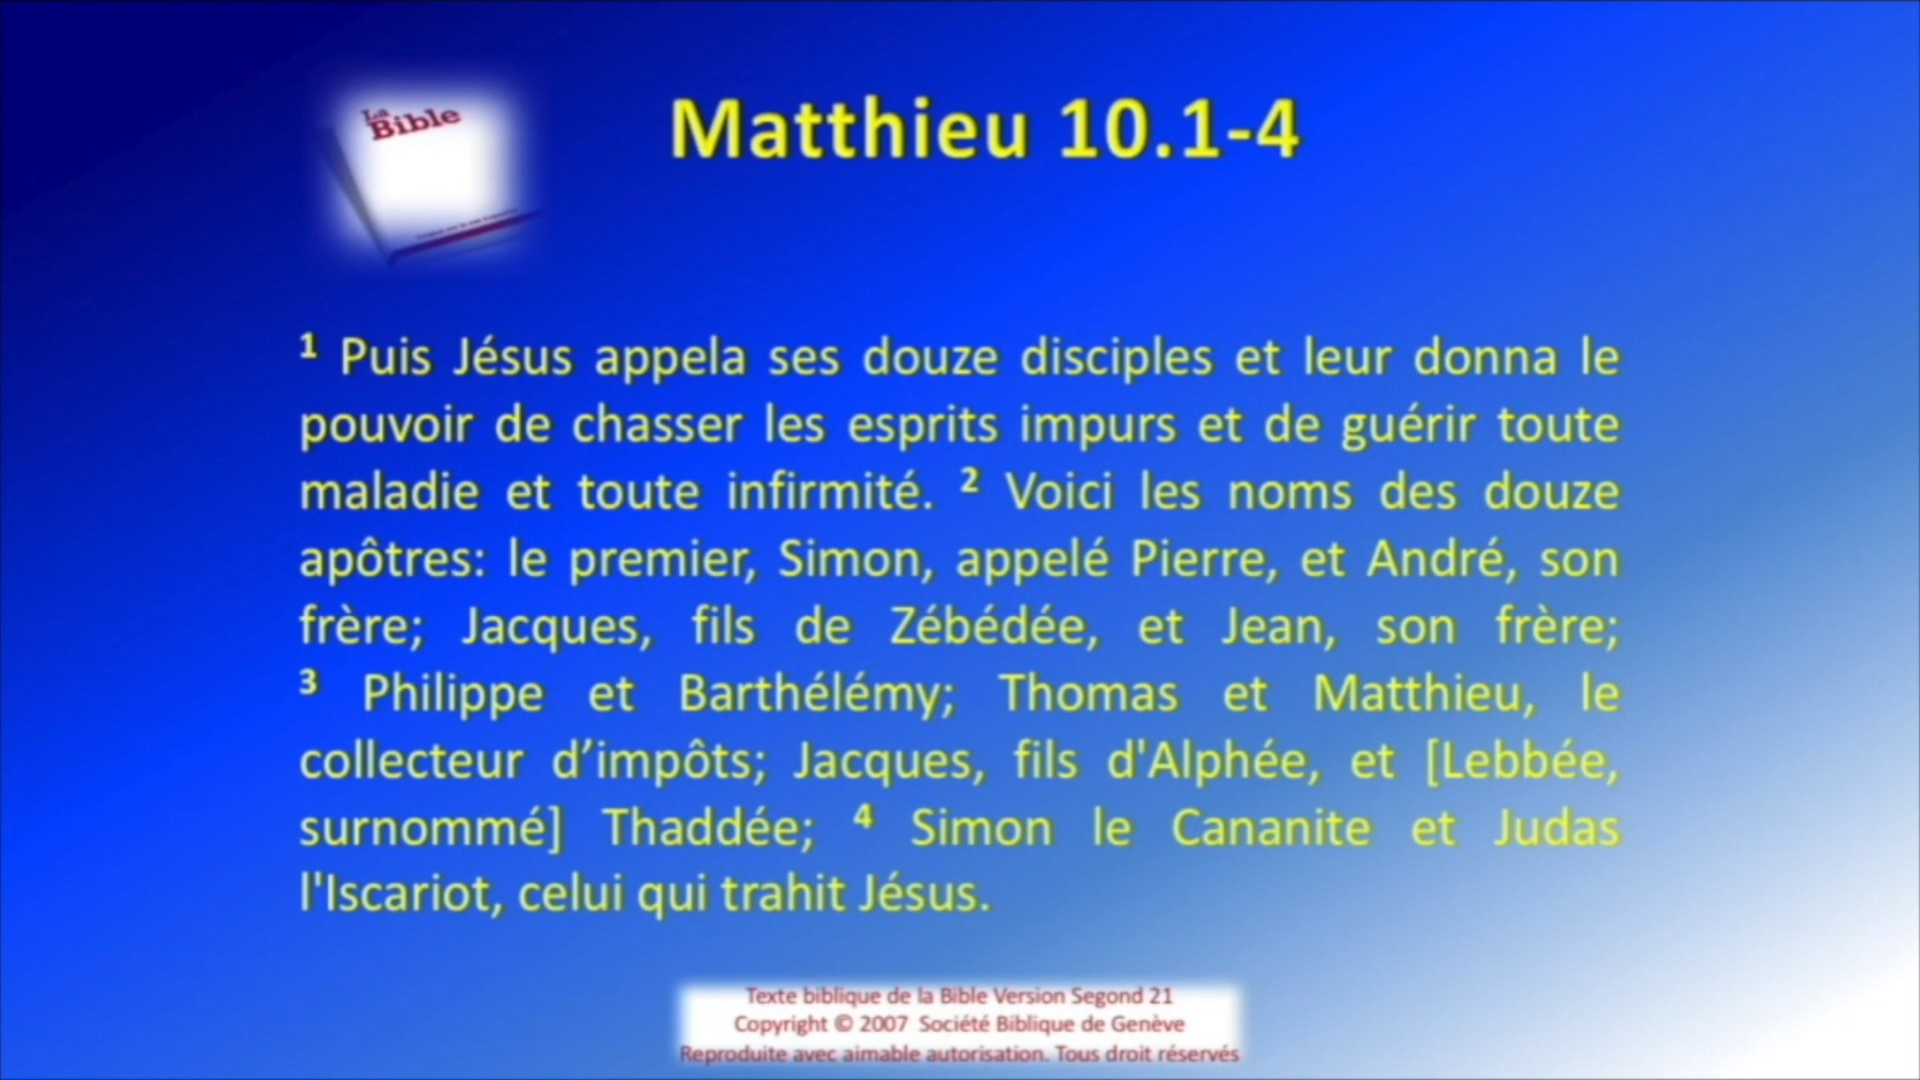 La
Bible
Matthieu 10.1-4
¹ Puis Jésus appela ses douze disciples et leur donna le
pouvoir de chasser les esprits impurs et de guérir toute
maladie et toute infirmité. ² Voici les noms des douze
apôtres: le premier, Simon, appelé Pierre, et André, son
frère; Jacques, fils de Zébédée, et Jean, son frère;
³ Philippe et Barthélémy; Thomas et Matthieu, le
collecteur d’impôts; Jacques, fils d'Alphée, et [Lebbée,
surnommé] Thaddée; ⁴ Simon le Cananite et Judas
l'Iscariot, celui qui trahit Jésus.
Texte biblique de la Bible Version Segond 21
Copyright © 2007 Société Biblique de Genève
Reproduite avec aimable autorisation. Tous droit réservés